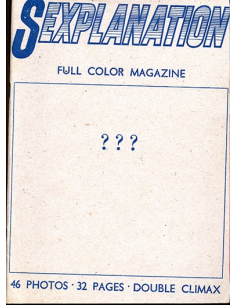 SEXPLANATION
FULL COLOR MAGAZINE
???
46 PHOTOS · 32 PAGES · DOUBLE CLIMAX